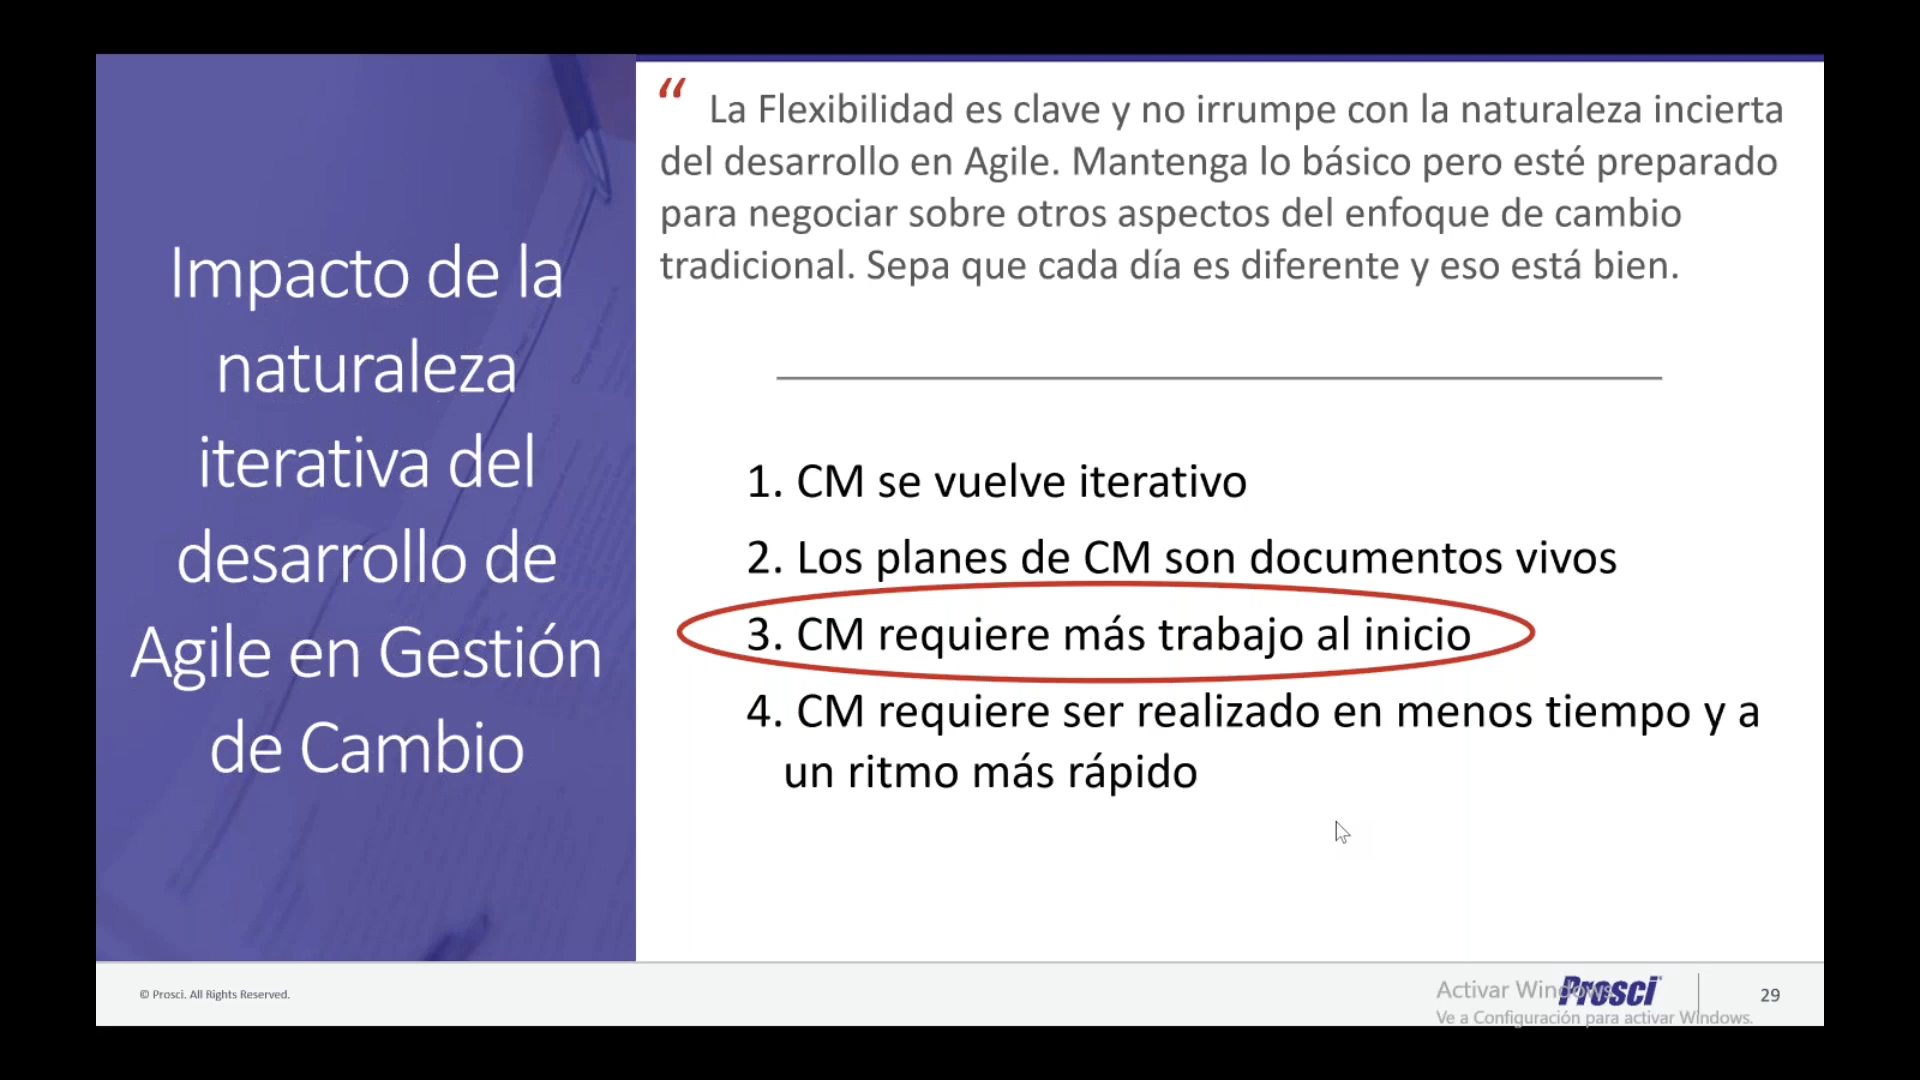 Impacto de la
naturaleza
iterativa del
desarrollo de
Agile en Gestión
de Cambio
“ La Flexibilidad es clave y no irrumpe con la naturaleza incierta
del desarrollo en Agile. Mantenga lo básico pero esté preparado
para negociar sobre otros aspectos del enfoque de cambio
tradicional. Sepa que cada día es diferente y eso está bien.
1. CM se vuelve iterativo
2. Los planes de CM son documentos vivos
3. CM requiere más trabajo al inicio
4. CM requiere ser realizado en menos tiempo y a
un ritmo más rápido
© Prosci. All Rights Reserved.
Activar Windows
Prosci
29
Ve a Configuración para activar Windows.